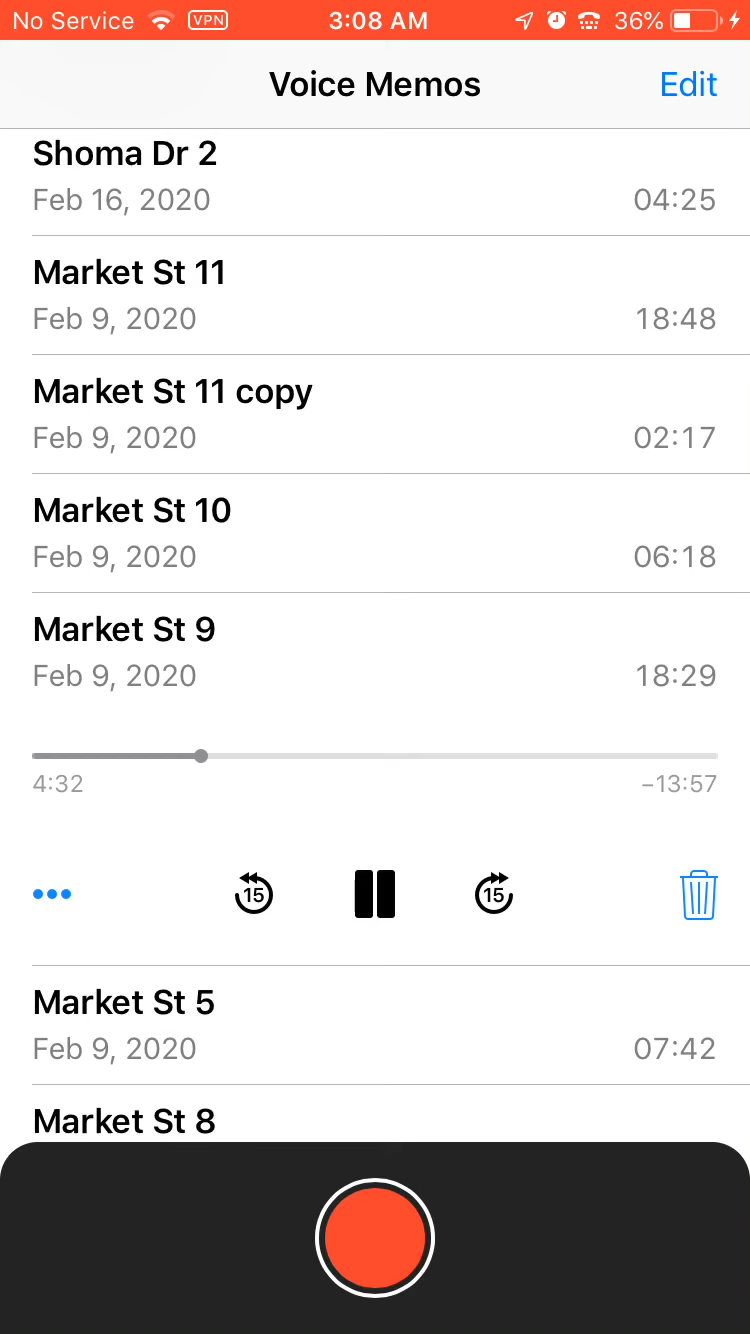 No Service VPN 3:08 AM 36%
Voice Memos Edit
Shoma Dr 2
Feb 16, 2020 04:25
Market St 11
Feb 9, 2020 18:48
Market St 11 copy
Feb 9, 2020 02:17
Market St 10
Feb 9, 2020 06:18
Market St 9
Feb 9, 2020 18:29
4:32 −13:57
15 15
Market St 5
Feb 9, 2020 07:42
Market St 8